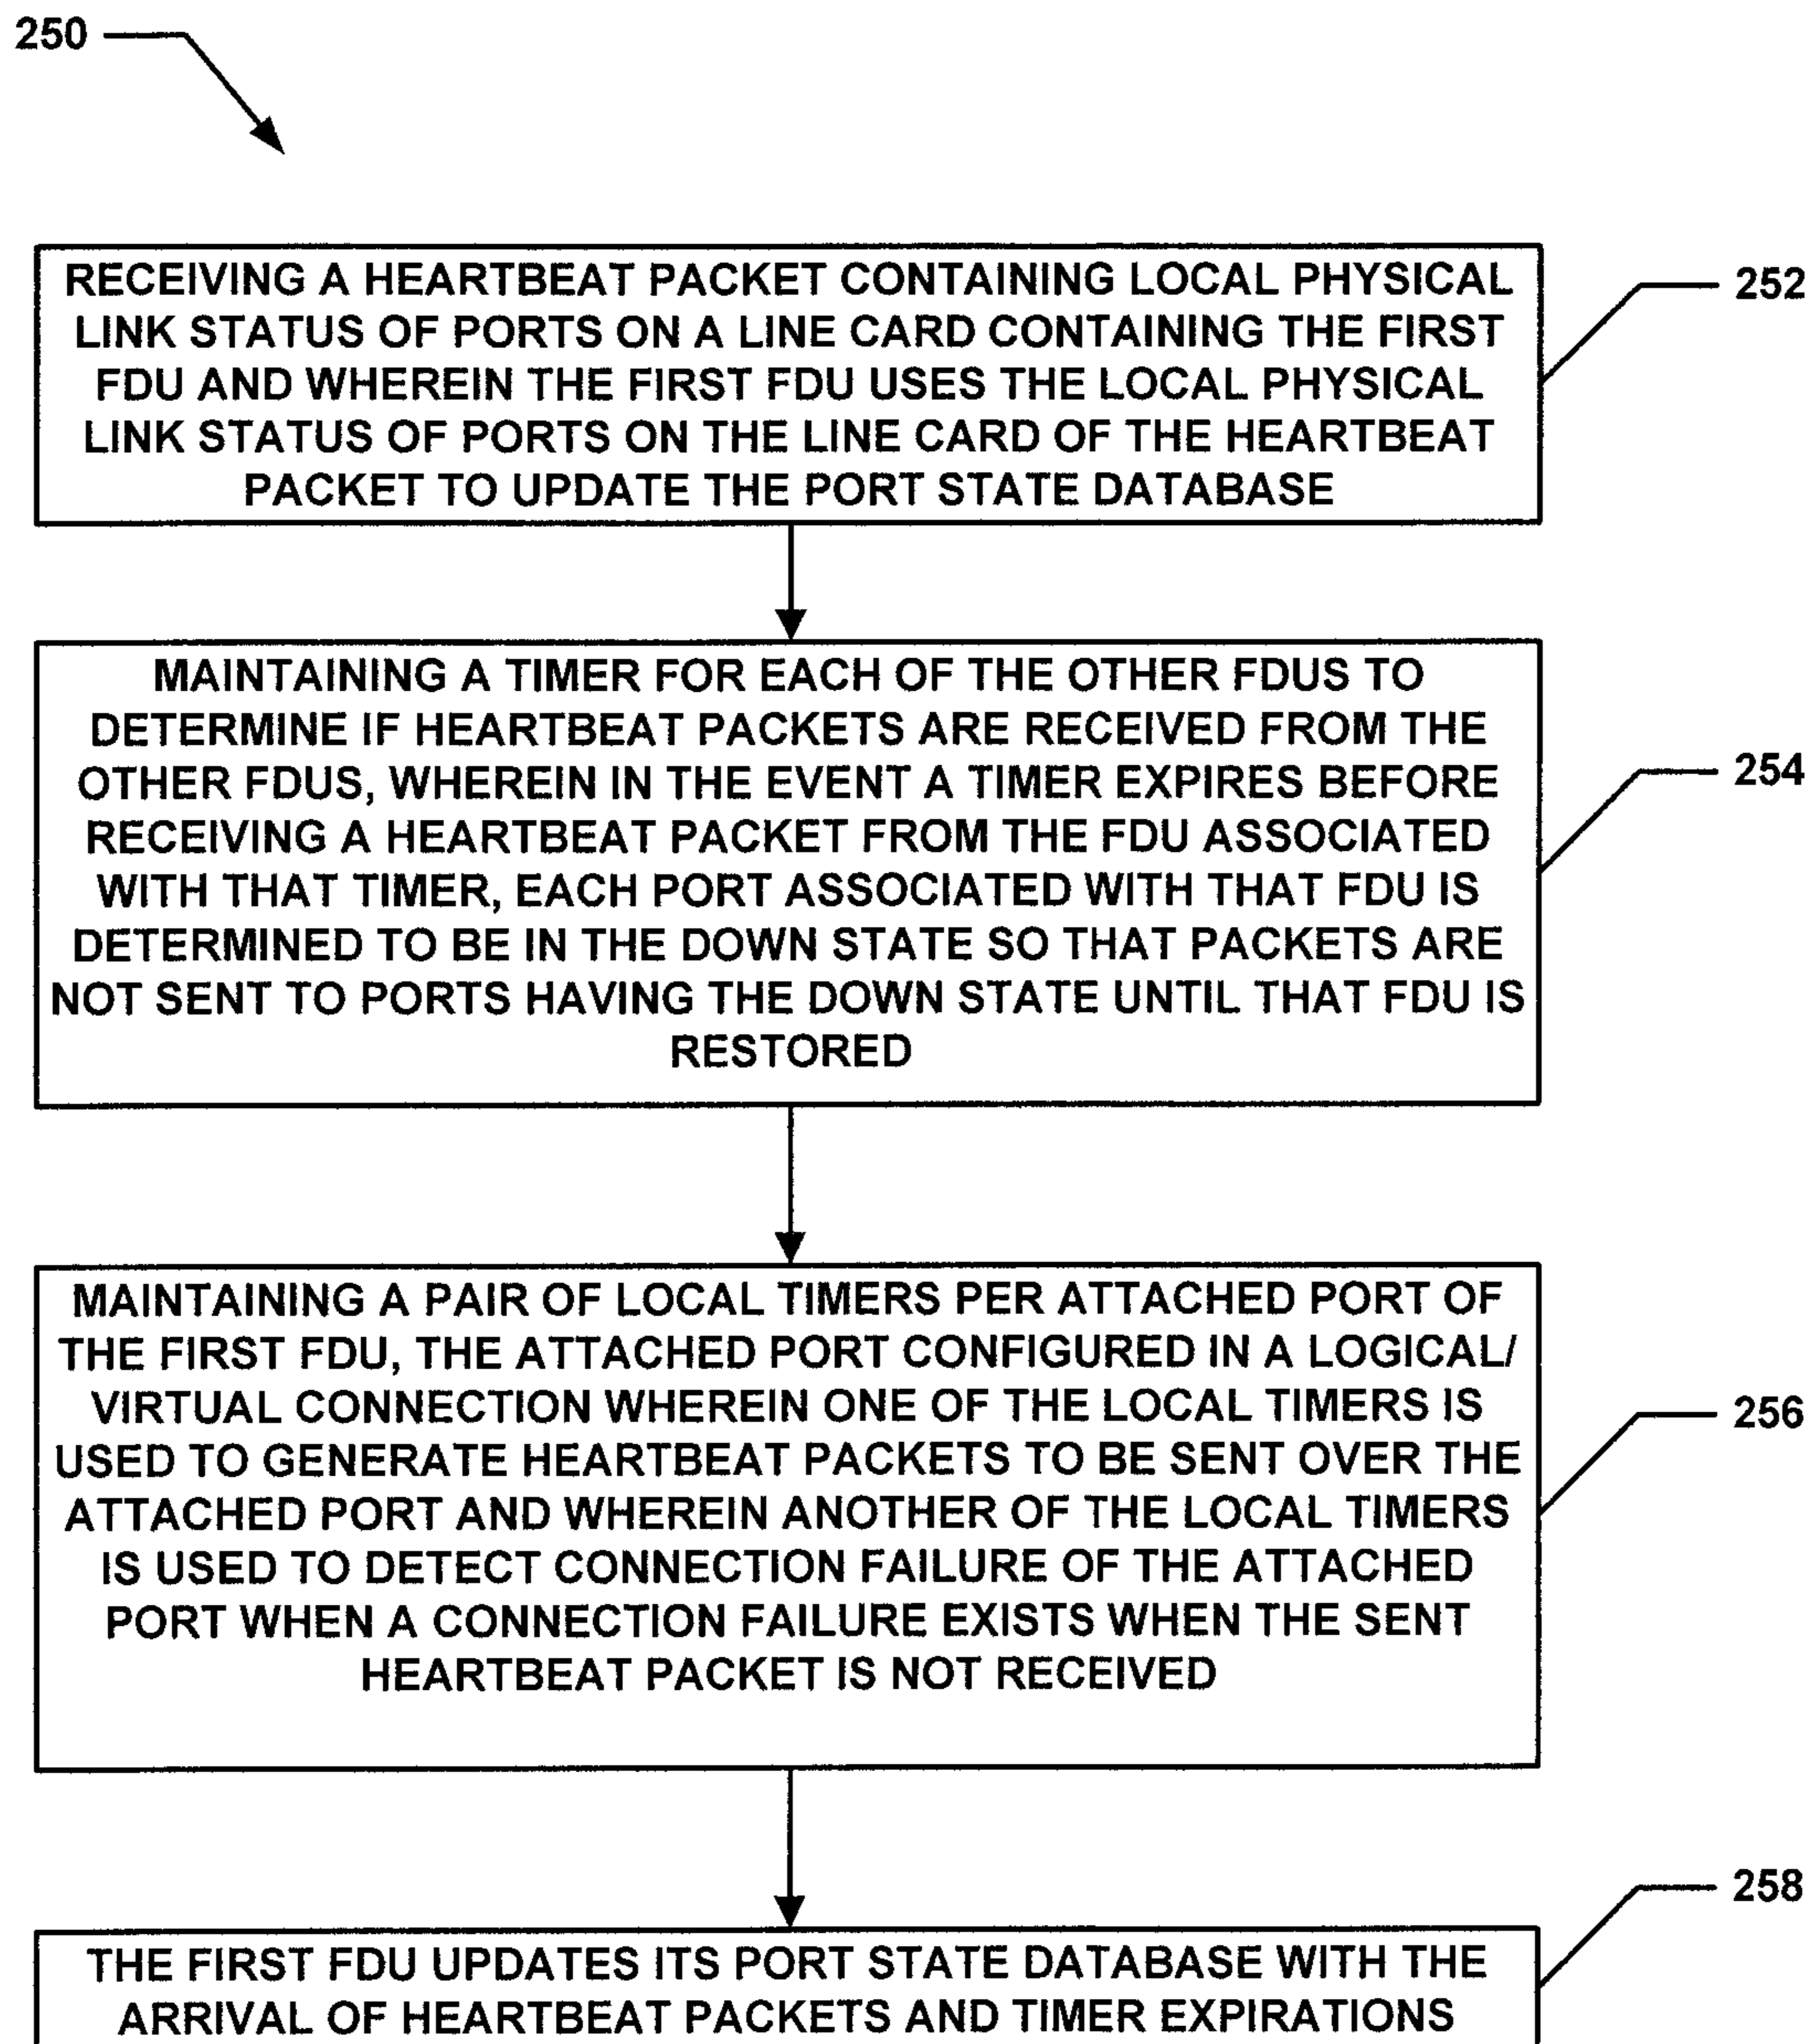 250
RECEIVING A HEARTBEAT PACKET CONTAINING LOCAL PHYSICAL
LINK STATUS OF PORTS ON A LINE CARD CONTAINING THE FIRST
FDU AND WHEREIN THE FIRST FDU USES THE LOCAL PHYSICAL
LINK STATUS OF PORTS ON THE LINE CARD OF THE HEARTBEAT
PACKET TO UPDATE THE PORT STATE DATABASE
252
MAINTAINING A TIMER FOR EACH OF THE OTHER FDUS TO
DETERMINE IF HEARTBEAT PACKETS ARE RECEIVED FROM THE
OTHER FDUS, WHEREIN IN THE EVENT A TIMER EXPIRES BEFORE
RECEIVING A HEARTBEAT PACKET FROM THE FDU ASSOCIATED
WITH THAT TIMER, EACH PORT ASSOCIATED WITH THAT FDU IS
DETERMINED TO BE IN THE DOWN STATE SO THAT PACKETS ARE
NOT SENT TO PORTS HAVING THE DOWN STATE UNTIL THAT FDU IS
RESTORED
254
MAINTAINING A PAIR OF LOCAL TIMERS PER ATTACHED PORT OF
THE FIRST FDU, THE ATTACHED PORT CONFIGURED IN A LOGICAL/
VIRTUAL CONNECTION WHEREIN ONE OF THE LOCAL TIMERS IS
USED TO GENERATE HEARTBEAT PACKETS TO BE SENT OVER THE
ATTACHED PORT AND WHEREIN ANOTHER OF THE LOCAL TIMERS
IS USED TO DETECT CONNECTION FAILURE OF THE ATTACHED
PORT WHEN A CONNECTION FAILURE EXISTS WHEN THE SENT
HEARTBEAT PACKET IS NOT RECEIVED
256
258
THE FIRST FDU UPDATES ITS PORT STATE DATABASE WITH THE
ARRIVAL OF HEARTBEAT PACKETS AND TIMER EXPIRATIONS